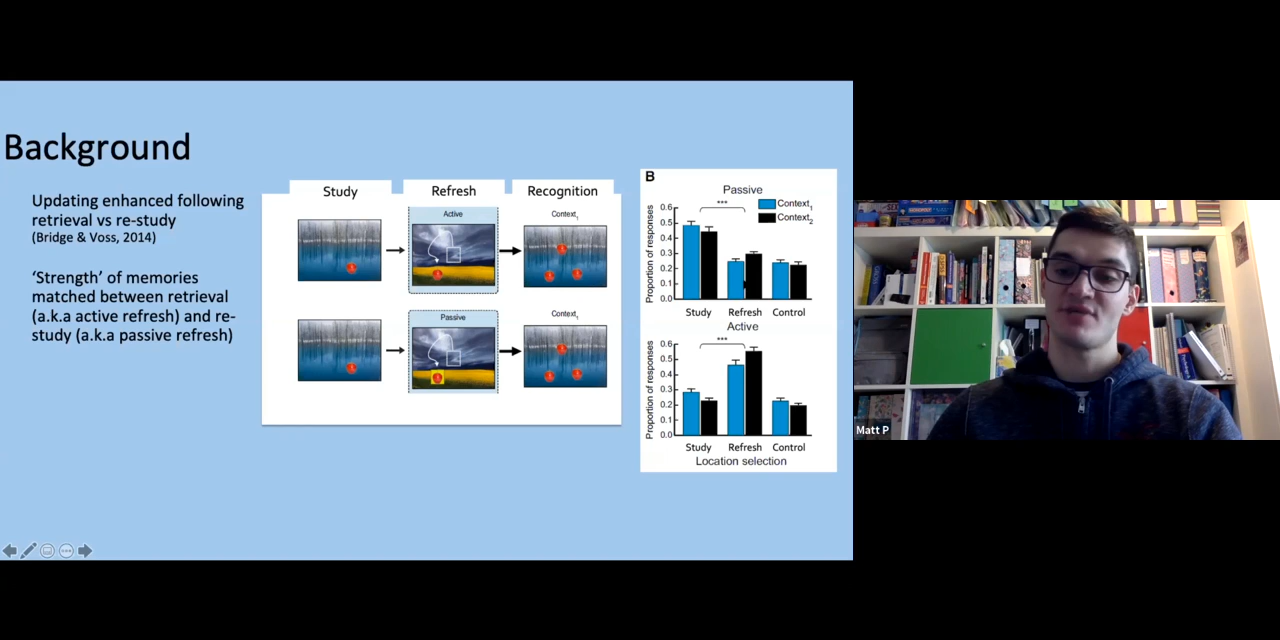 Background
Updating enhanced following
retrieval vs re-study
(Bridge & Voss, 2014)
‘Strength’ of memories
matched between retrieval
(a.k.a active refresh) and re-
study (a.k.a passive refresh)
Study
Refresh
Recognition
Active
Context1
Passive
Context1
B
Passive
***
Context1
Context2
Proportion of responses
0.6
0.5
0.4
0.3
0.2
0.1
0.0
Study
Refresh
Control
Active
***
Proportion of responses
0.6
0.5
0.4
0.3
0.2
0.1
0.0
Study
Refresh
Control
Location selection
Matt P